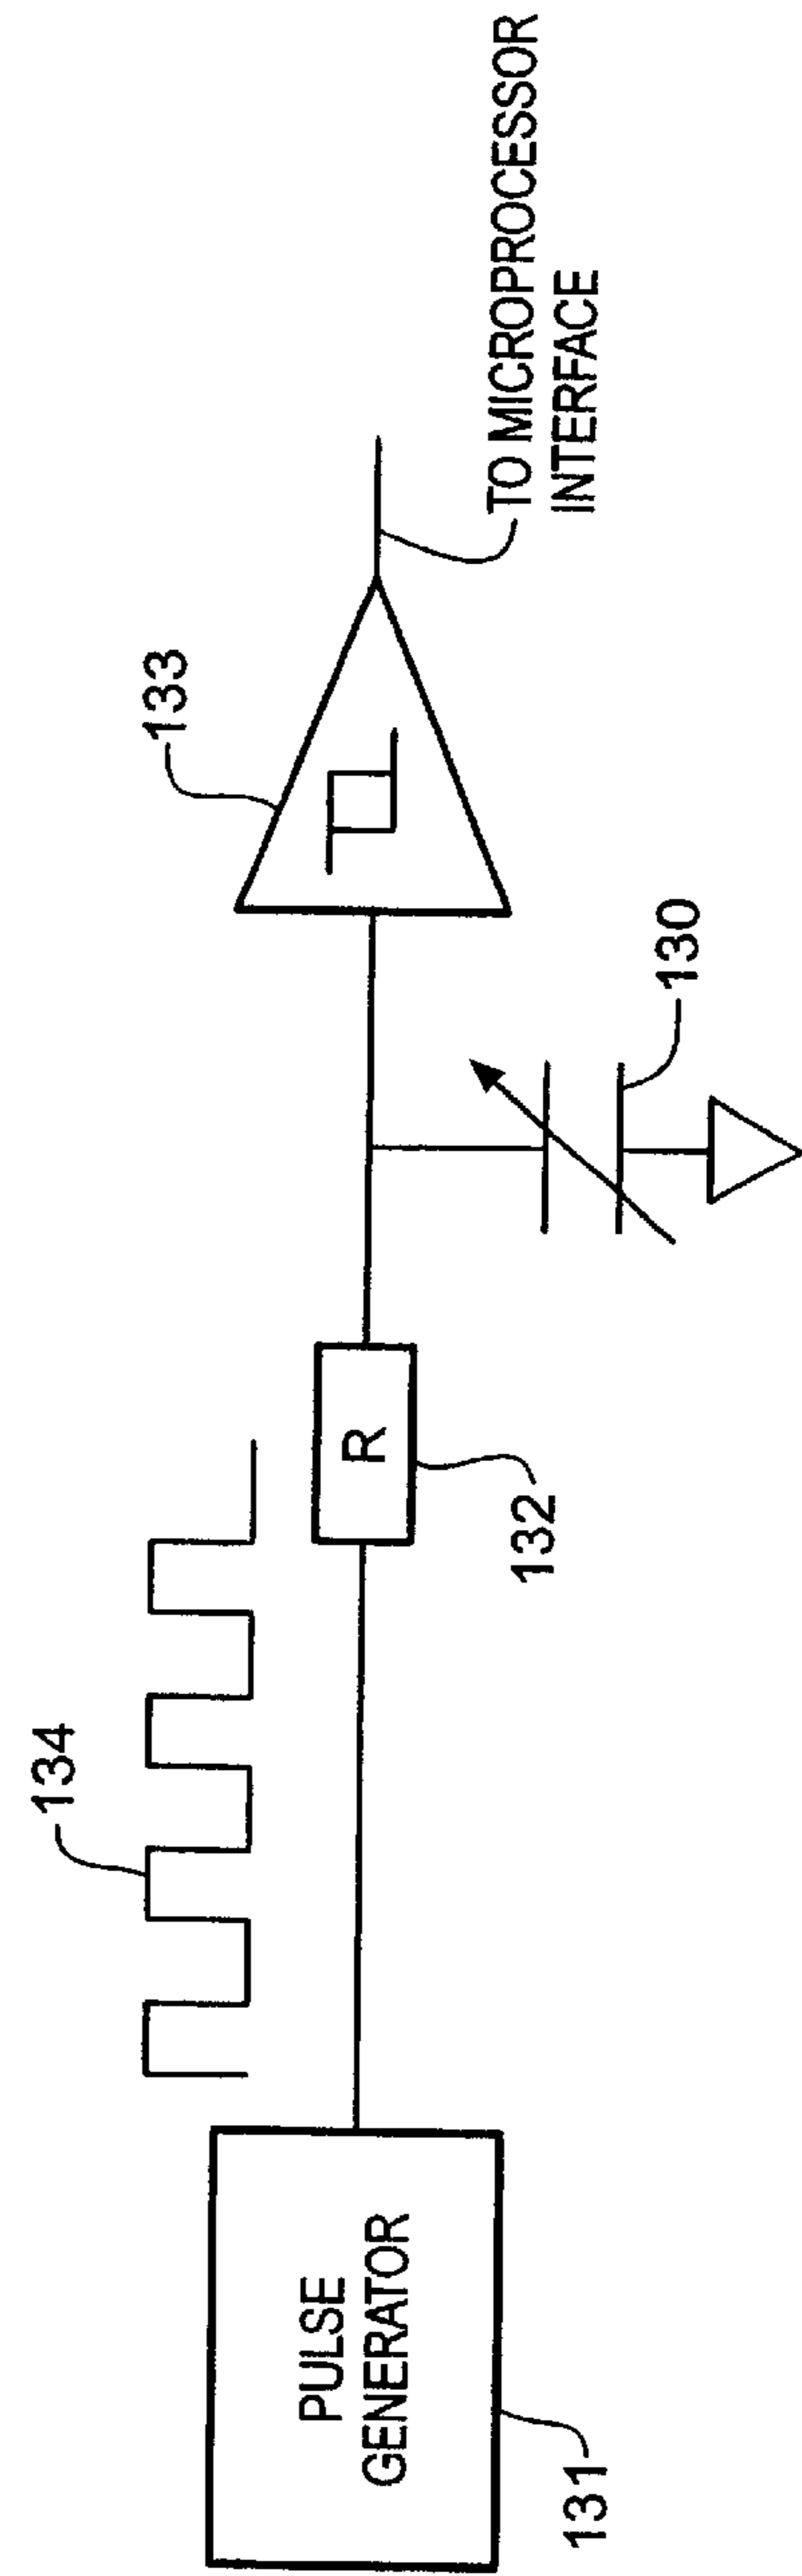 134
133
PULSE
GENERATOR
R
131
132
130
TO MICROPROCESSOR
INTERFACE